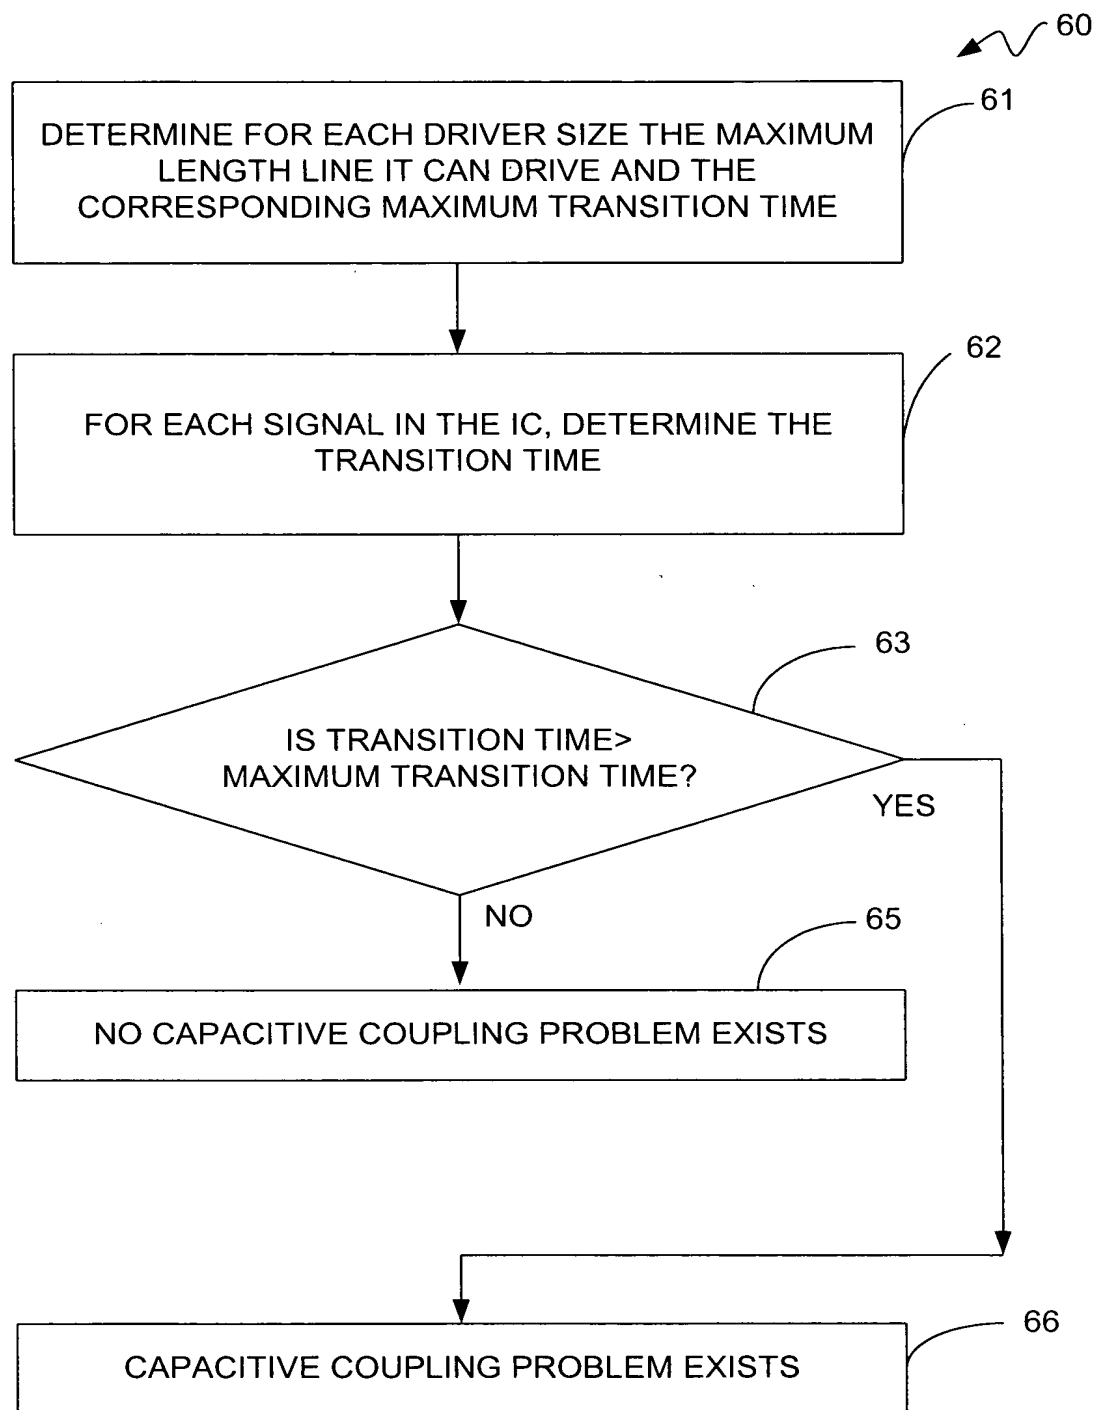 60
61
DETERMINE FOR EACH DRIVER SIZE THE MAXIMUM
LENGTH LINE IT CAN DRIVE AND THE
CORRESPONDING MAXIMUM TRANSITION TIME
62
FOR EACH SIGNAL IN THE IC, DETERMINE THE
TRANSITION TIME
63
IS TRANSITION TIME>
MAXIMUM TRANSITION TIME?
YES
NO
65
NO CAPACITIVE COUPLING PROBLEM EXISTS
66
CAPACITIVE COUPLING PROBLEM EXISTS